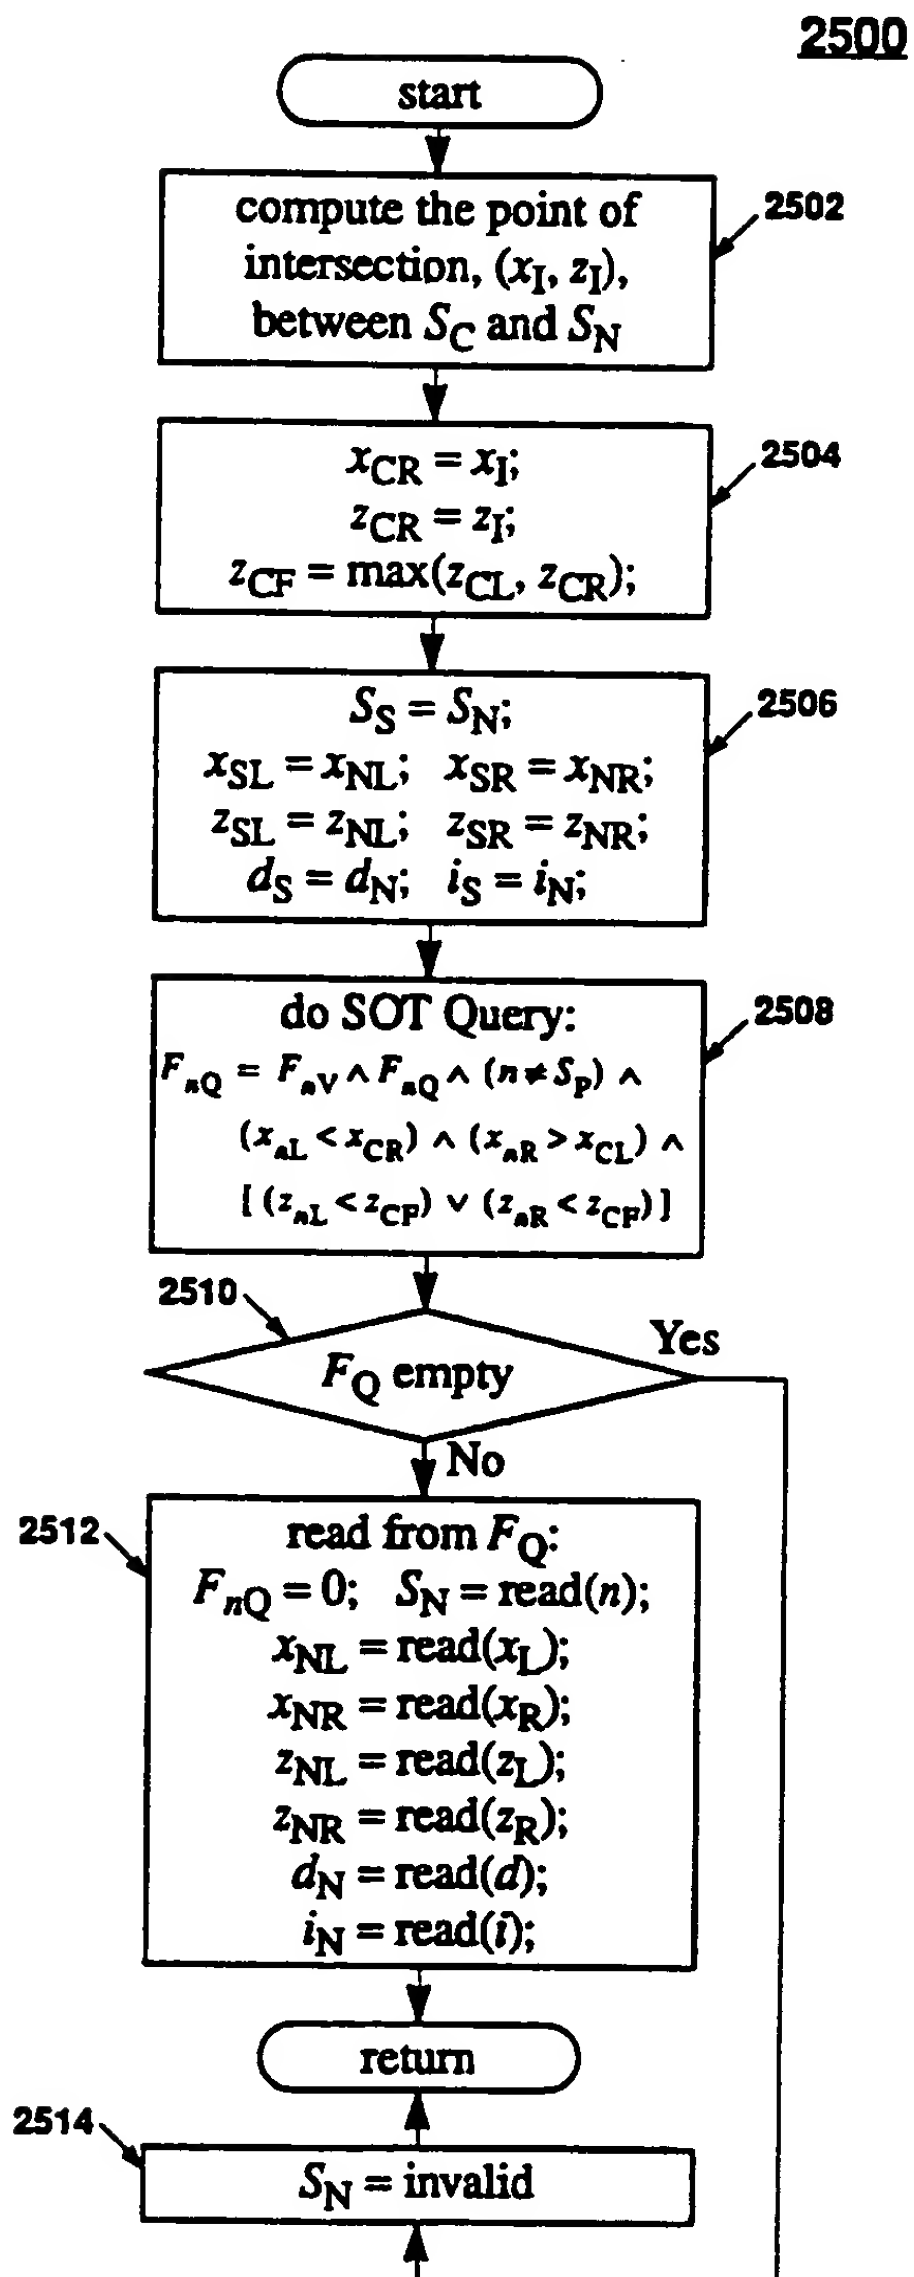 2500
start
compute the point of
intersection, (x_I, z_I),
between S_C and S_N
2502
x_CR = x_I;
z_CR = z_I;
z_CF = max(z_CL, z_CR);
2504
S_S = S_N;
x_SL = x_NL; x_SR = x_NR;
z_SL = z_NL; z_SR = z_NR;
d_S = d_N; i_S = i_N;
2506
do SOT Query:
F_nQ = F_nV ∧ F_nQ ∧ (n ≠ S_P) ∧
(x_nL < x_CR) ∧ (x_nR > x_CL) ∧
[(z_nL < z_CF) ∨ (z_nR < z_CF)]
2508
2510
F_Q empty
Yes
No
2512
read from F_Q:
F_nQ = 0; S_N = read(n);
x_NL = read(x_L);
x_NR = read(x_R);
z_NL = read(z_L);
z_NR = read(z_R);
d_N = read(d);
i_N = read(i);
return
2514
S_N = invalid